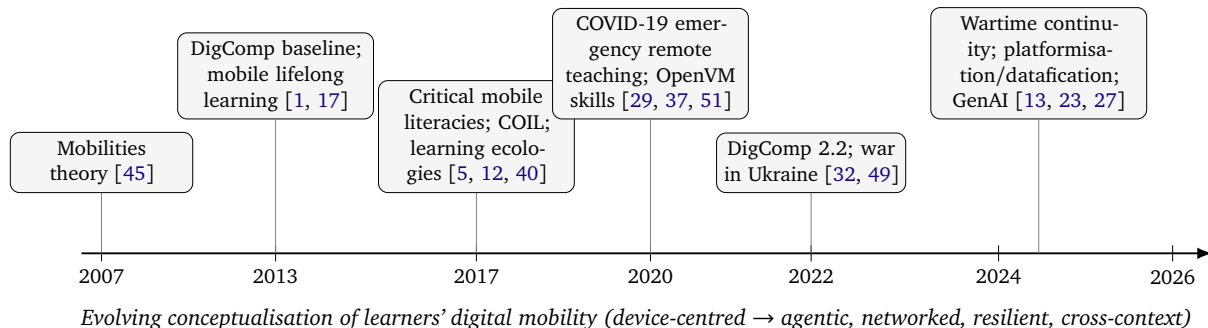 Mobilities
theory [45]
DigComp baseline;
mobile lifelong
learning [1, 17]
Critical mobile
literacies; COIL;
learning ecolo-
gies [5, 12, 40]
COVID-19 emer-
gency remote
teaching; OpenVM
skills [29, 37, 51]
DigComp 2.2; war
in Ukraine [32, 49]
Wartime continu-
ity; platformisa-
tion/datafication;
GenAI [13, 23, 27]
2007
2013
2017
2020
2022
2024
2026
Evolving conceptualisation of learners’ digital mobility (device-centred → agentic, networked, resilient, cross-context)